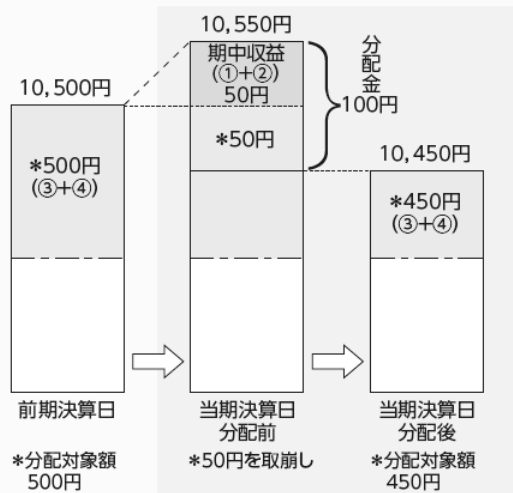 10,550円
期中収益
(①+②)
50円
分配金
100円
10,500円
*500円
(③+④)
*50円
10,450円
*450円
(③+④)
前期決算日
当期決算日
分配前
当期決算日
分配後
*分配対象額
500円
*50円を取崩し
*分配対象額
450円